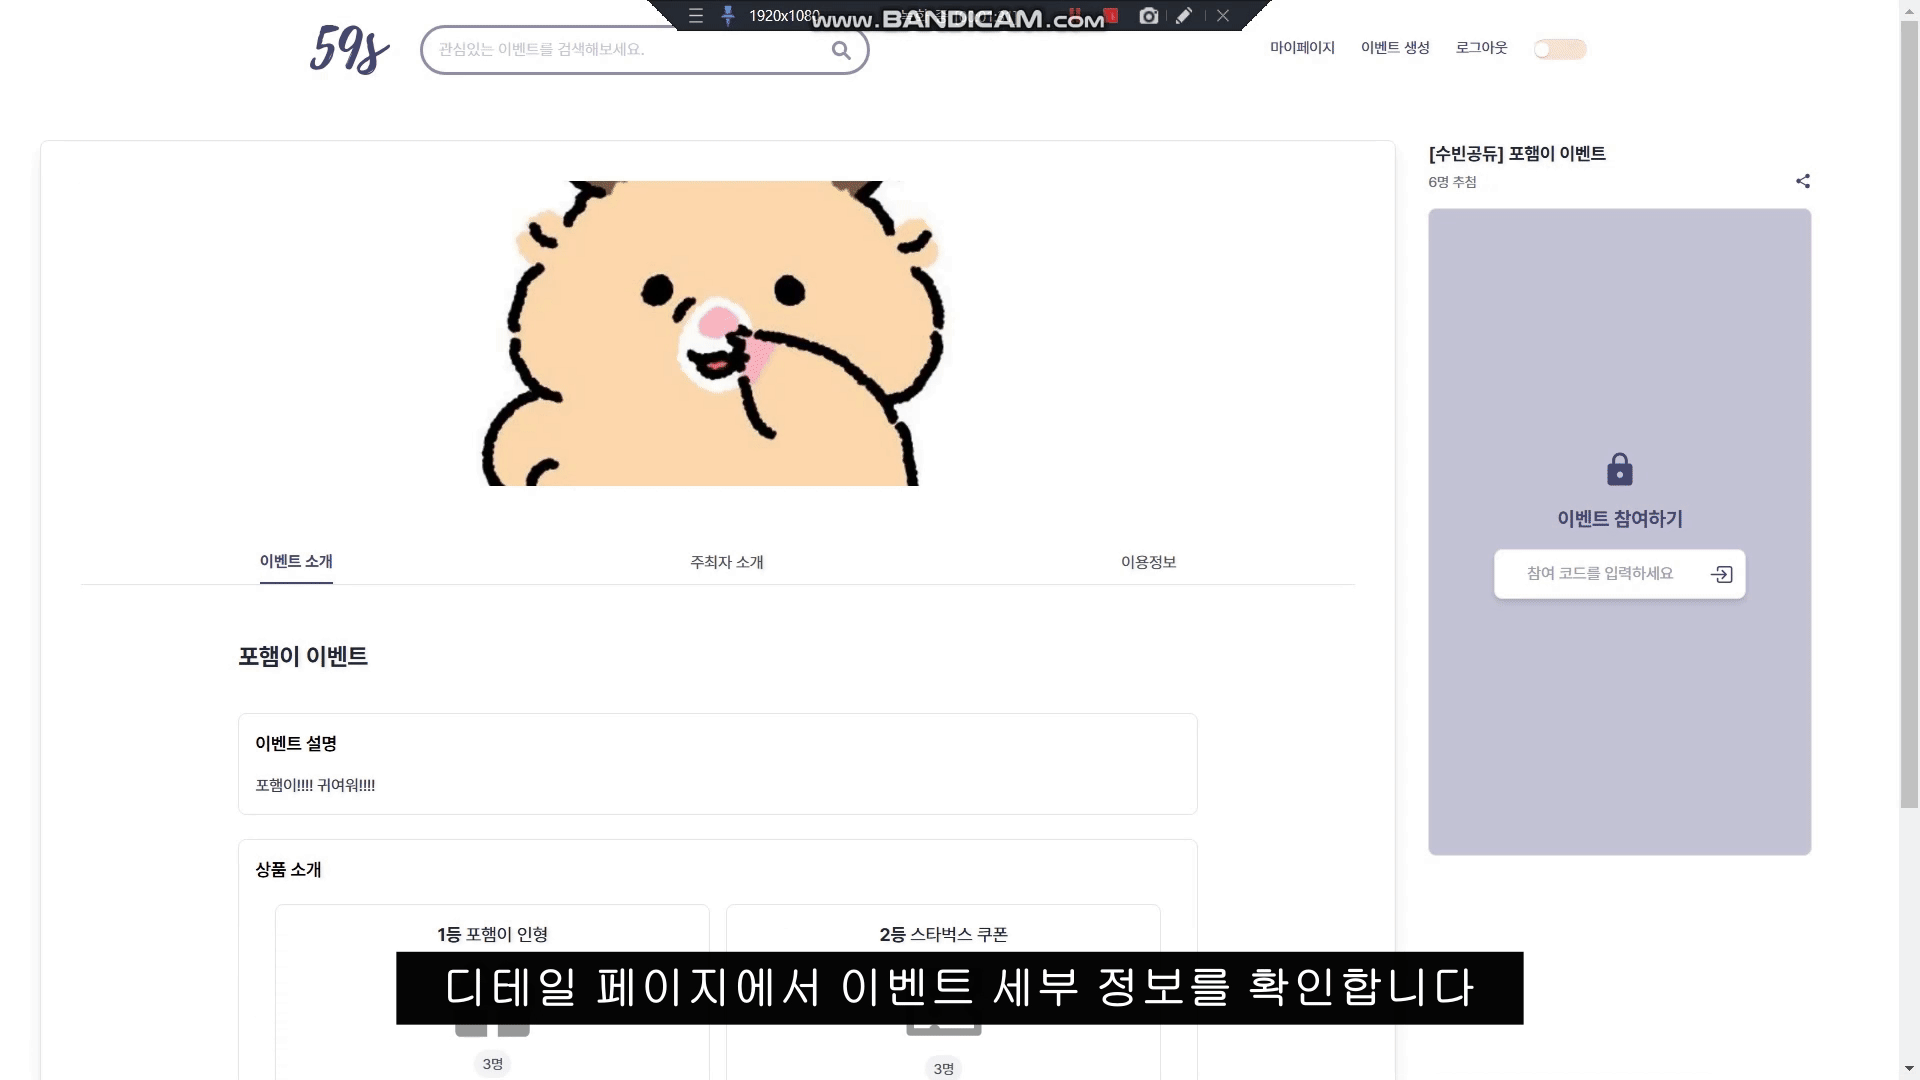 1920x1080
www.BANDICAM.com
59s
관심있는 이벤트를 검색해보세요.
마이페이지
이벤트 생성
로그아웃
[수빈공듀] 포햄이 이벤트
6명 추첨
이벤트 참여하기
참여 코드를 입력하세요
이벤트 소개
주최자 소개
이용정보
포햄이 이벤트
이벤트 설명
포햄이!!!! 귀여워!!!!
상품 소개
1등 포햄이 인형
2등 스타벅스 쿠폰
디테일 페이지에서 이벤트 세부 정보를 확인합니다
3명
3명